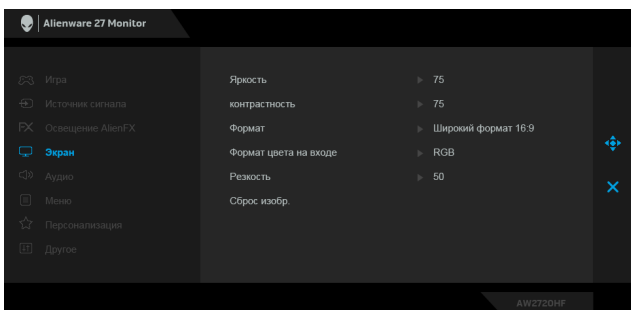 Alienware 27 Monitor
Игра
Источник сигнала
FX Освещение AlienFX
Экран
Аудио
Меню
Персонализация
Другое
Яркость 75
контрастность 75
Формат Широкий формат 16:9
Формат цвета на входе RGB
Резкость 50
Сброс изобр.
AW2720HF